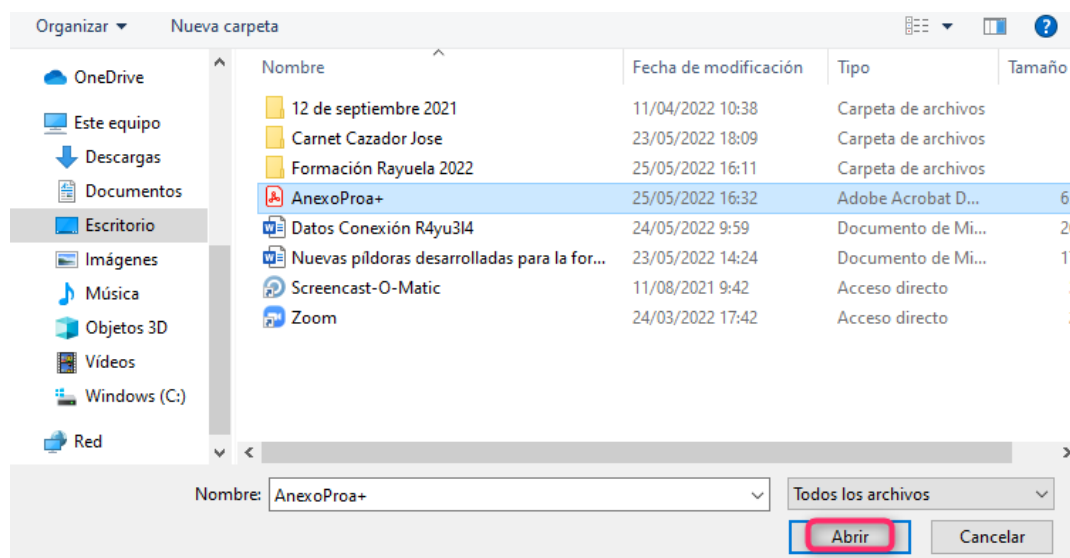 Organizar Nueva carpeta
OneDrive
Este equipo
Descargas
Documentos
Escritorio
Imágenes
Música
Objetos 3D
Vídeos
Windows (C:)
Red
Nombre Fecha de modificación Tipo Tamaño
12 de septiembre 2021 11/04/2022 10:38 Carpeta de archivos
Carnet Cazador Jose 23/05/2022 18:09 Carpeta de archivos
Formación Rayuela 2022 25/05/2022 16:11 Carpeta de archivos
AnexoProa+ 25/05/2022 16:32 Adobe Acrobat D...
Datos Conexión R4yu3l4 24/05/2022 9:59 Documento de Mi...
Nuevas píldoras desarrolladas para la for... 23/05/2022 14:24 Documento de Mi...
Screencast-O-Matic 11/08/2021 9:42 Acceso directo
Zoom 24/03/2022 17:42 Acceso directo
Nombre: AnexoProa+ Todos los archivos
Abrir Cancelar